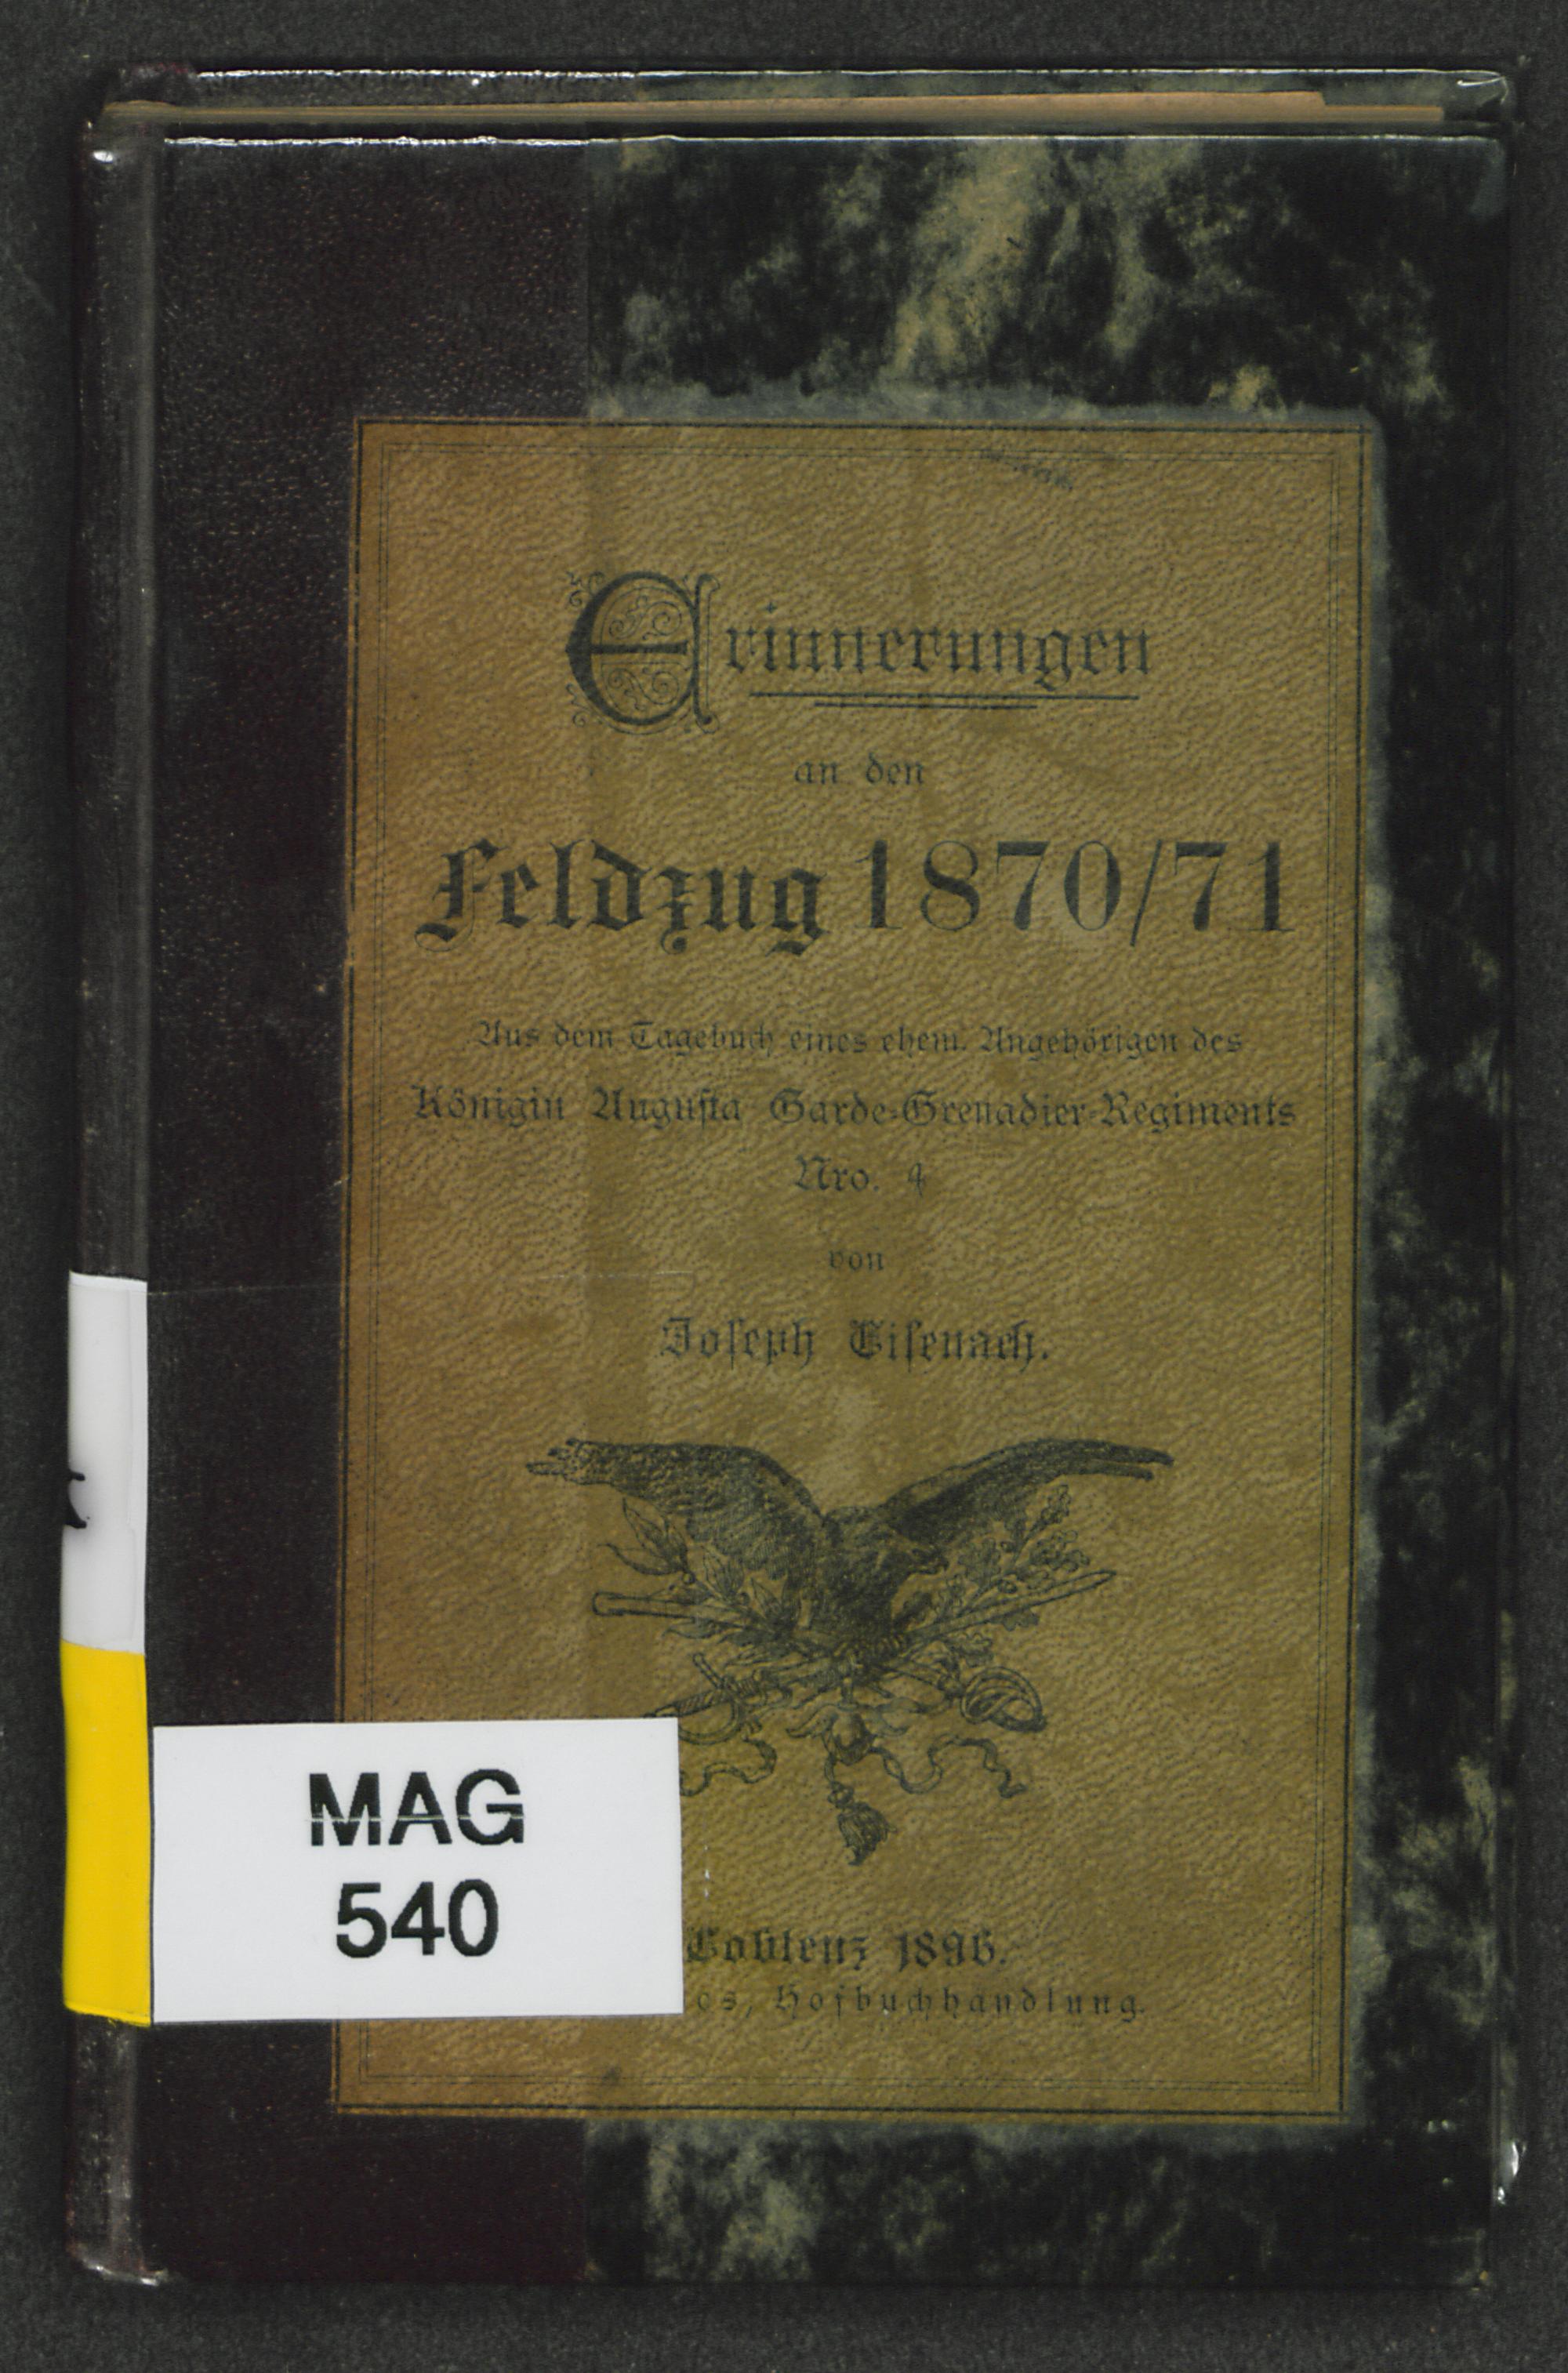 Erinnerungen
an den
Feldzug 1870/71
Aus dem Tagebuch eines ehem. Angehörigen des
Königin Augusta Garde-Grenadier-Regiments
Nro. 4
von
Joseph Eisenach.
MAG
540
Coblenz 1896.
es, Hofbuchhandlung.